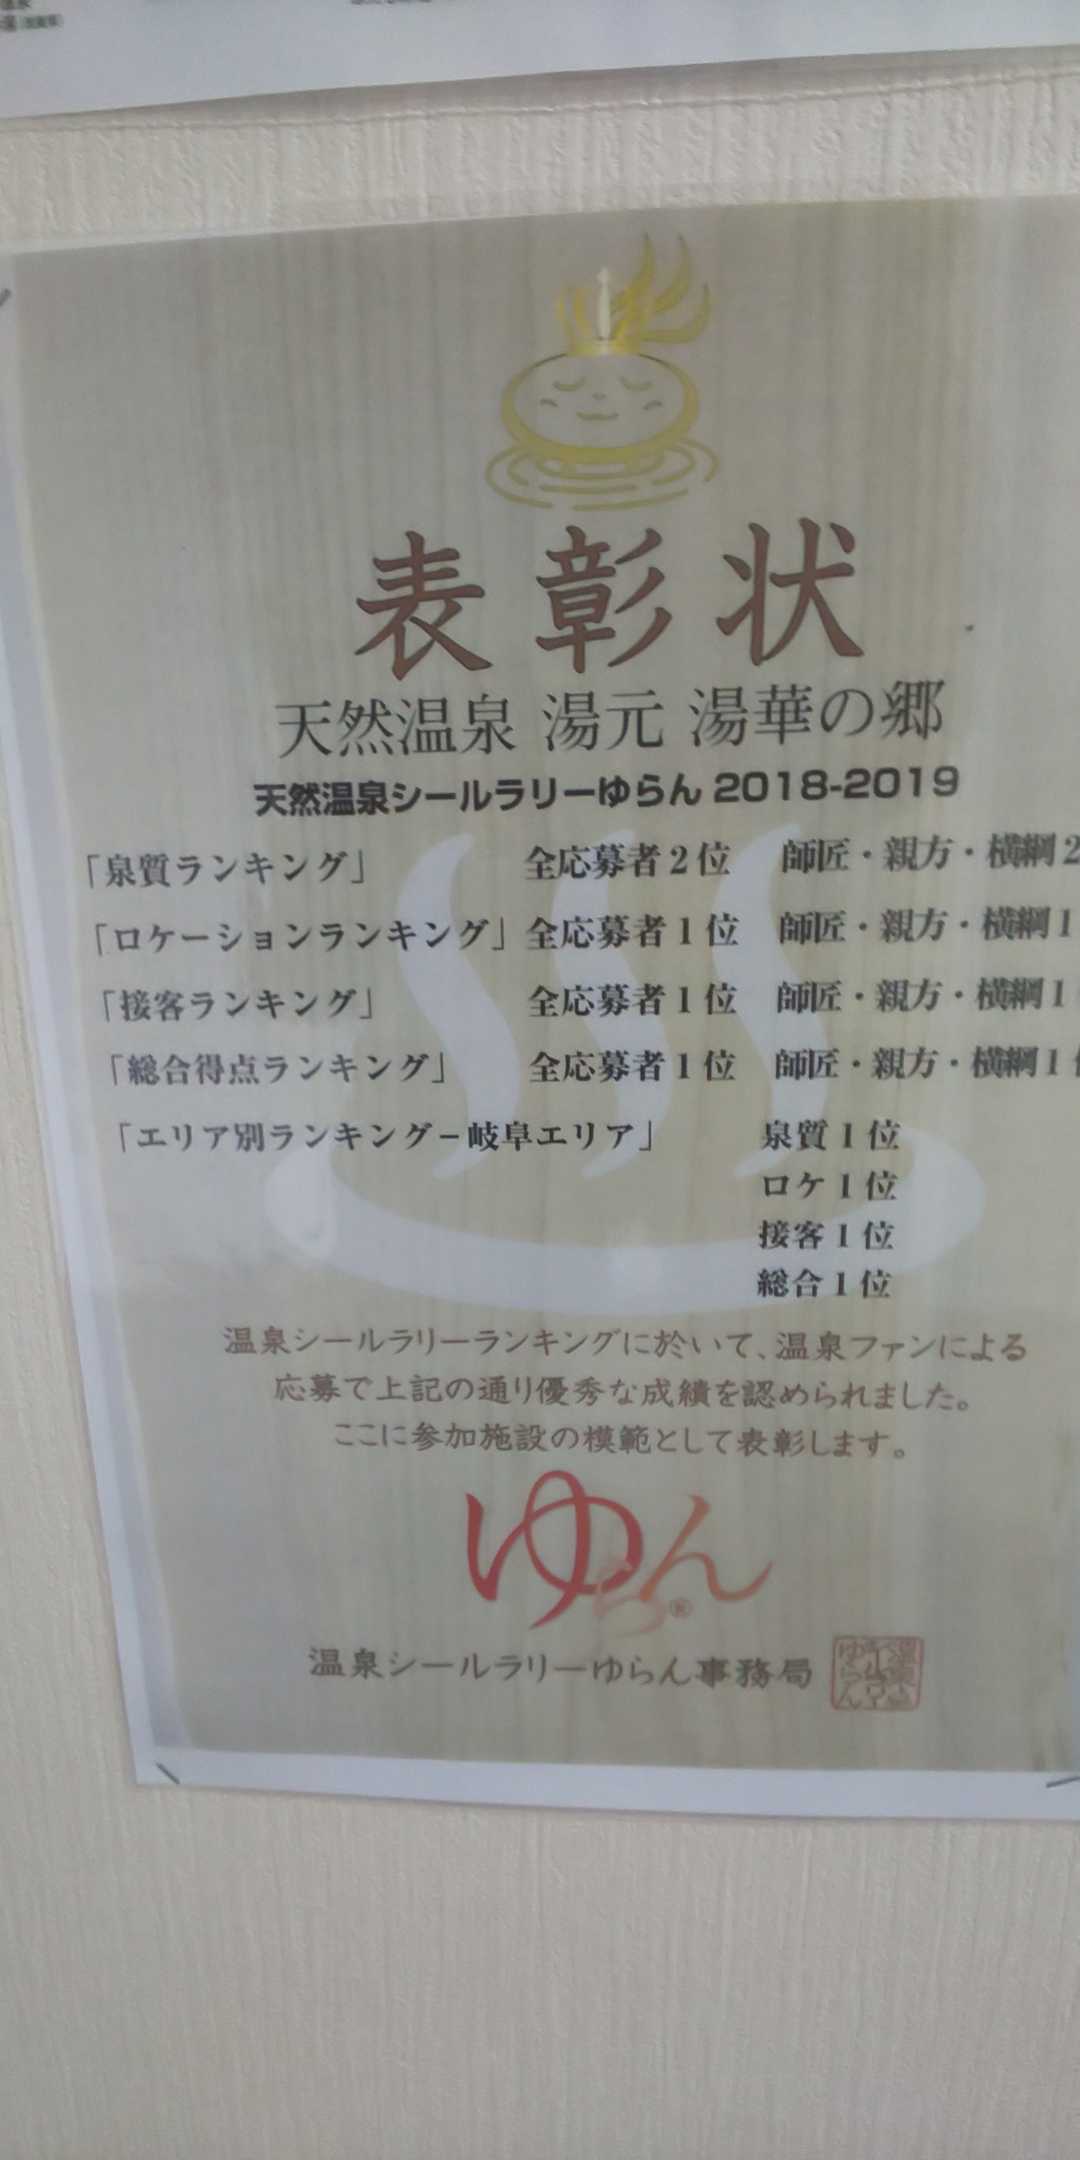 表彰状
天然温泉 湯元 湯華の郷
天然温泉シールラリーゆらん 2018-2019
「泉質ランキング」 全応募者2位 師匠・親方・横綱2
「ロケーションランキング」 全応募者1位 師匠・親方・横綱1
「接客ランキング」 全応募者1位 師匠・親方・横綱1
「総合得点ランキング」 全応募者1位 師匠・親方・横綱1
「エリア別ランキング–岐阜エリア」 泉質1位
ロケ1位
接客1位
総合1位
温泉シールラリーランキングに於いて、温泉ファンによる
応募で上記の通り優秀な成績を認められました。
ここに参加施設の模範として表彰します。
ゆらん®
温泉シールラリーゆらん事務局